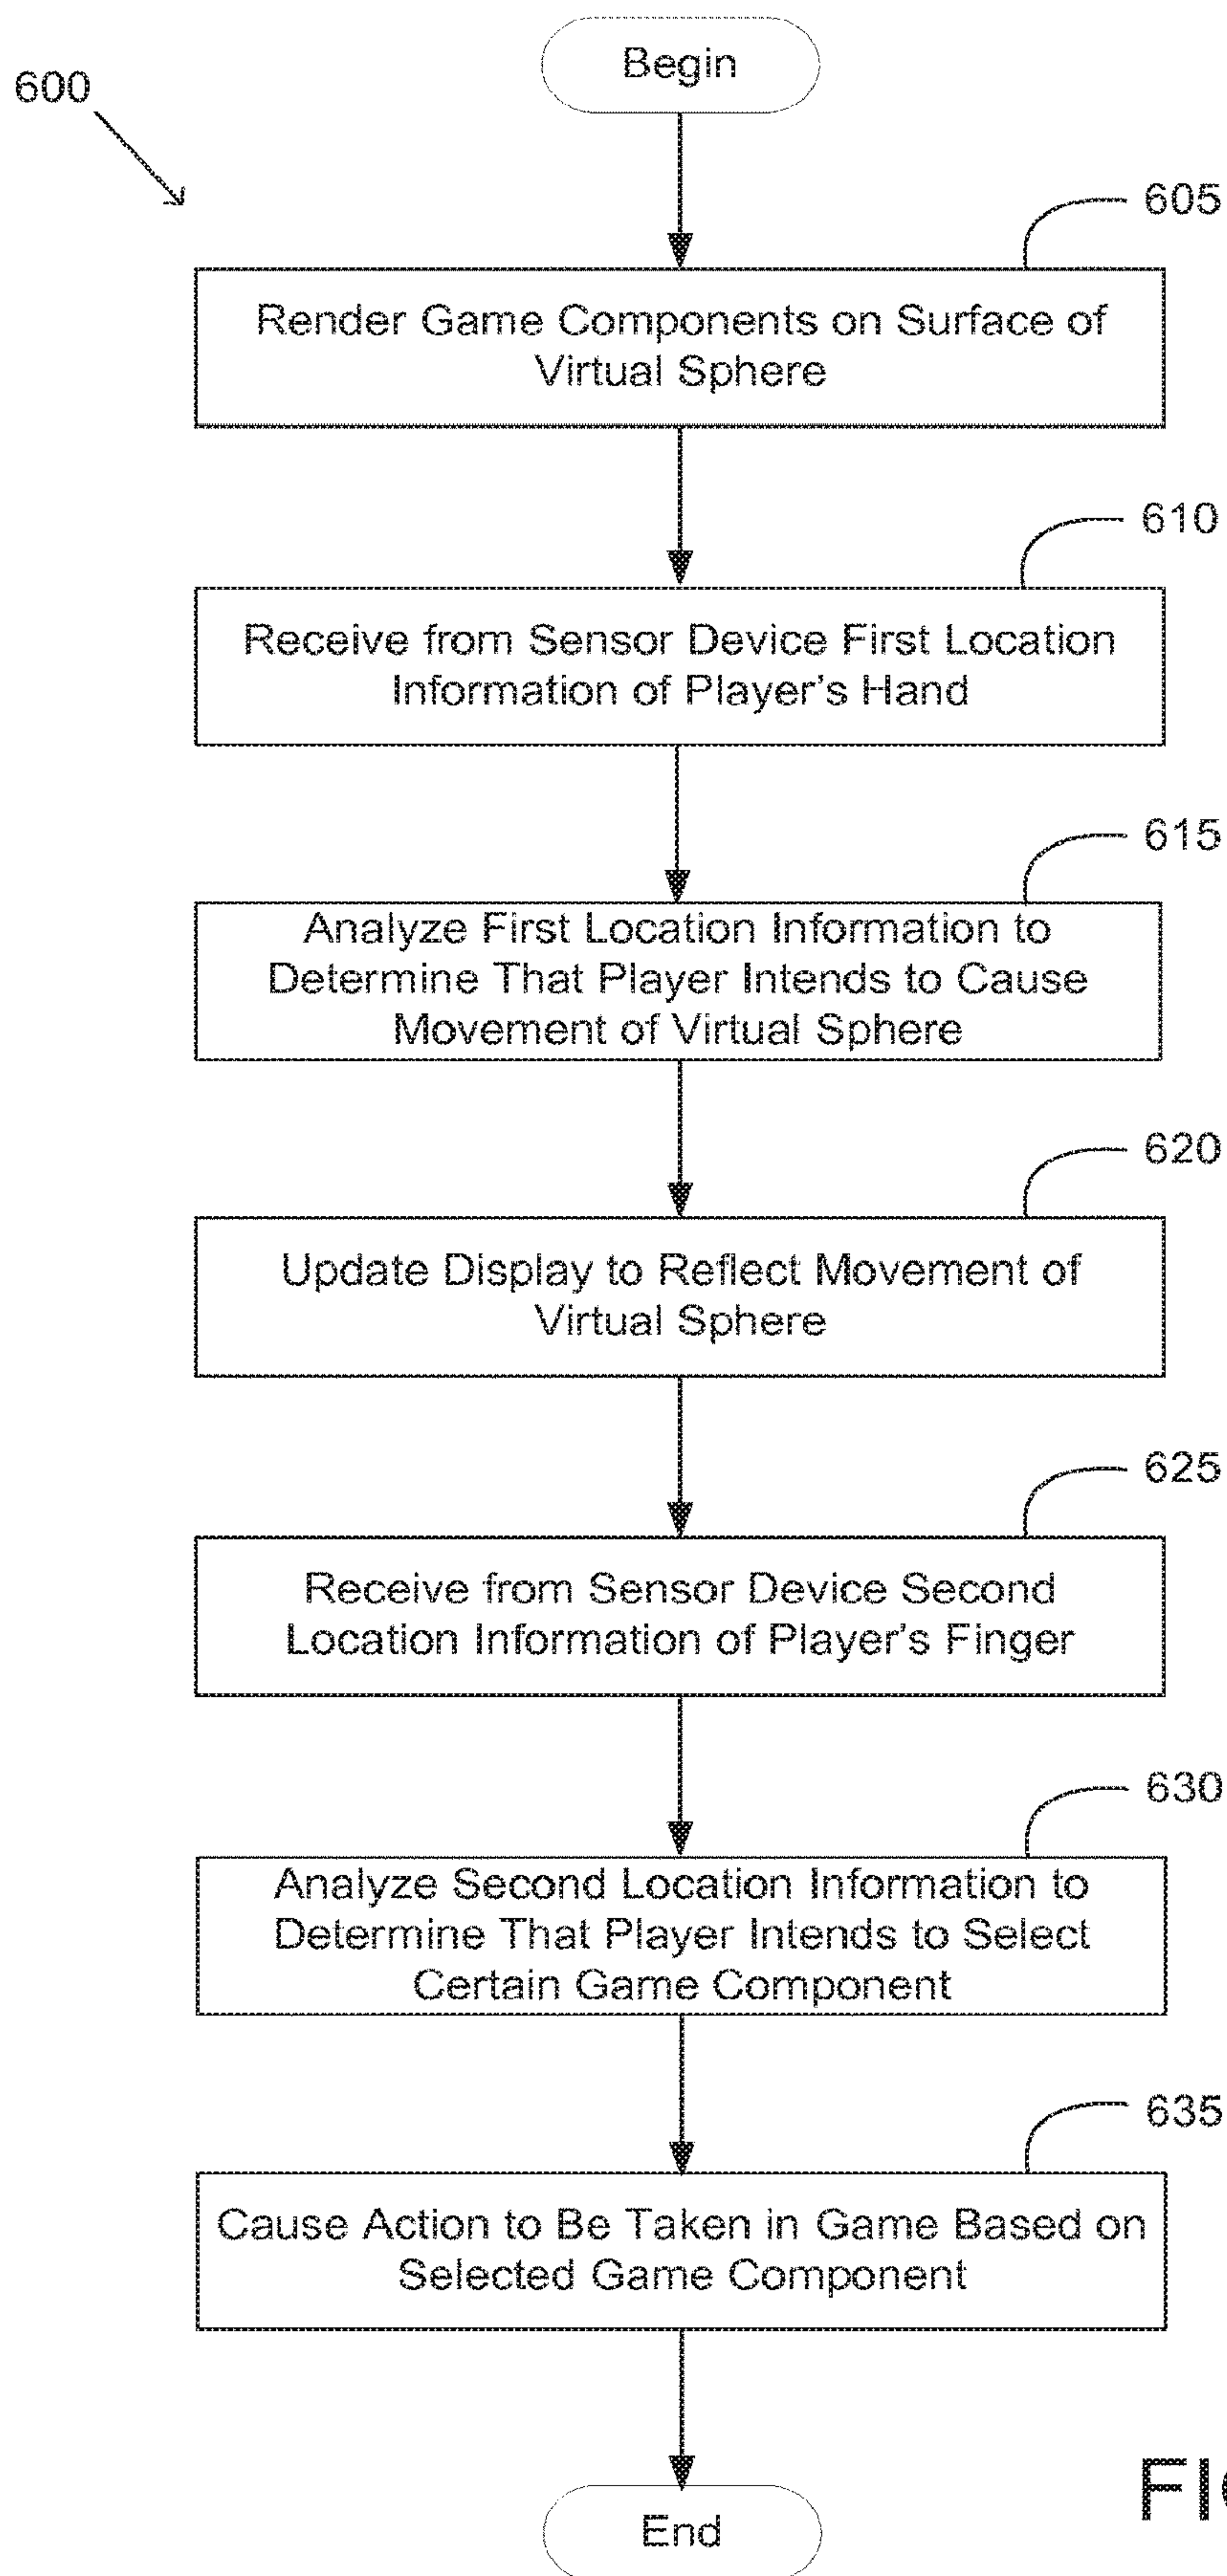 Begin
600
605
Render Game Components on Surface of
Virtual Sphere
610
Receive from Sensor Device First Location
Information of Player's Hand
615
Analyze First Location Information to
Determine That Player Intends to Cause
Movement of Virtual Sphere
620
Update Display to Reflect Movement of
Virtual Sphere
625
Receive from Sensor Device Second
Location Information of Player's Finger
630
Analyze Second Location Information to
Determine That Player Intends to Select
Certain Game Component
635
Cause Action to Be Taken in Game Based on
Selected Game Component
End